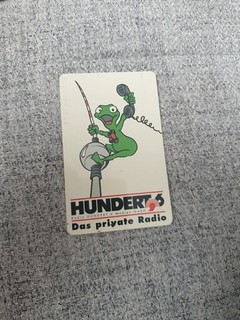 HUNDERT,6
Das private Radio